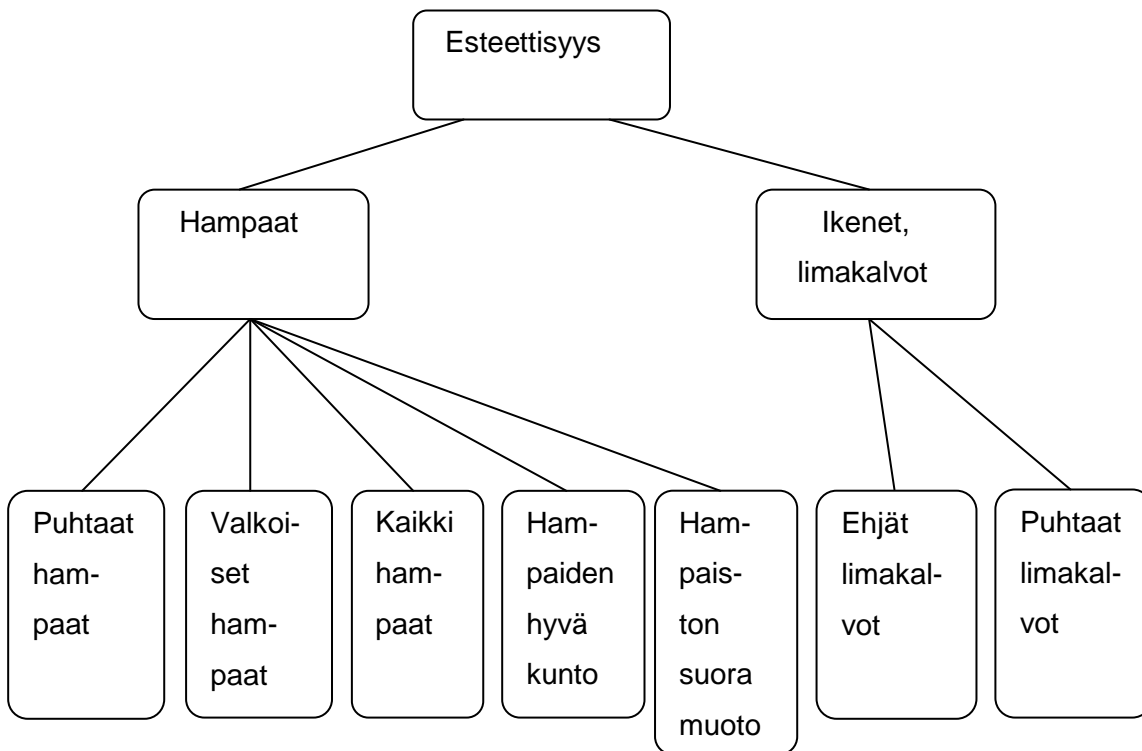 Esteettisyys
Hampaat
Ikenet,
limakalvot
Puhtaat
ham-
paat
Valkoi-
set
ham-
paat
Kaikki
ham-
paat
Ham-
paiden
hyvä
kunto
Ham-
pais-
ton
suora
muoto
Ehjät
limakal-
vot
Puhtaat
limakal-
vot